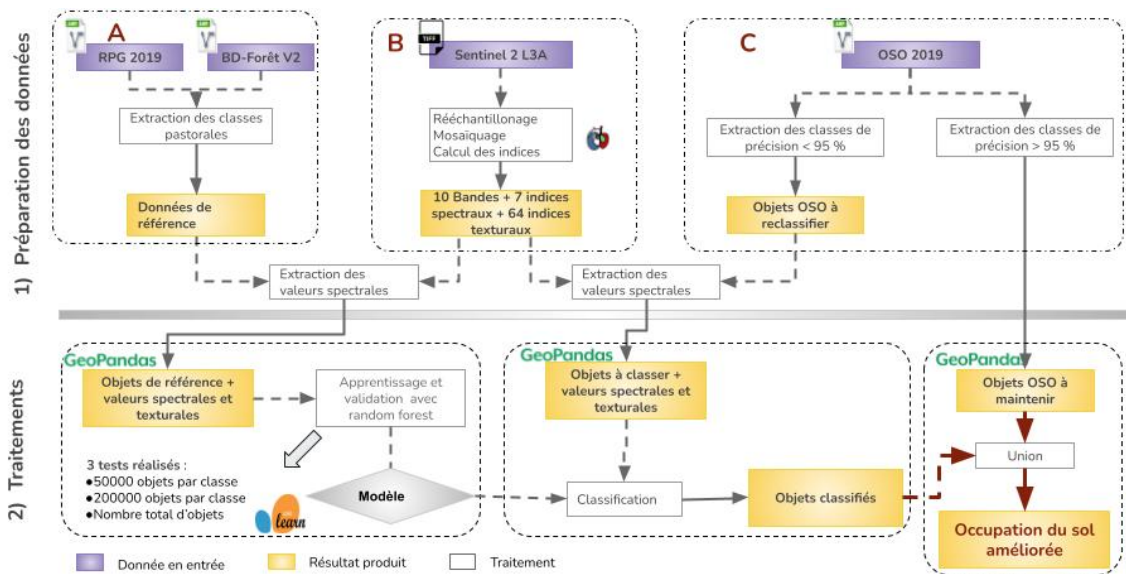 1) Préparation des données
A
RPG 2019
BD-Forêt V2
Extraction des classes
pastorales
Données de
référence
B
TIFF
Sentinel 2 L3A
Rééchantillonage
Mosaïquage
Calcul des indices
10 Bandes + 7 indices
spectraux + 64 indices
texturaux
C
OSO 2019
Extraction des classes de
précision < 95 %
Extraction des classes de
précision > 95 %
Objets OSO à
reclassifier
Extraction des
valeurs spectrales
Extraction des
valeurs spectrales
2) Traitements
GeoPandas
Objets de référence +
valeurs spectrales et
texturales
Apprentissage et
validation avec
random forest
3 tests réalisés :
●50000 objets par classe
●200000 objets par classe
●Nombre total d'objets
learn
Modèle
GeoPandas
Objets à classer +
valeurs spectrales et
texturales
Classification
Objets classifiés
GeoPandas
Objets OSO à
maintenir
Union
Occupation du sol
améliorée
Donnée en entrée
Résultat produit
Traitement